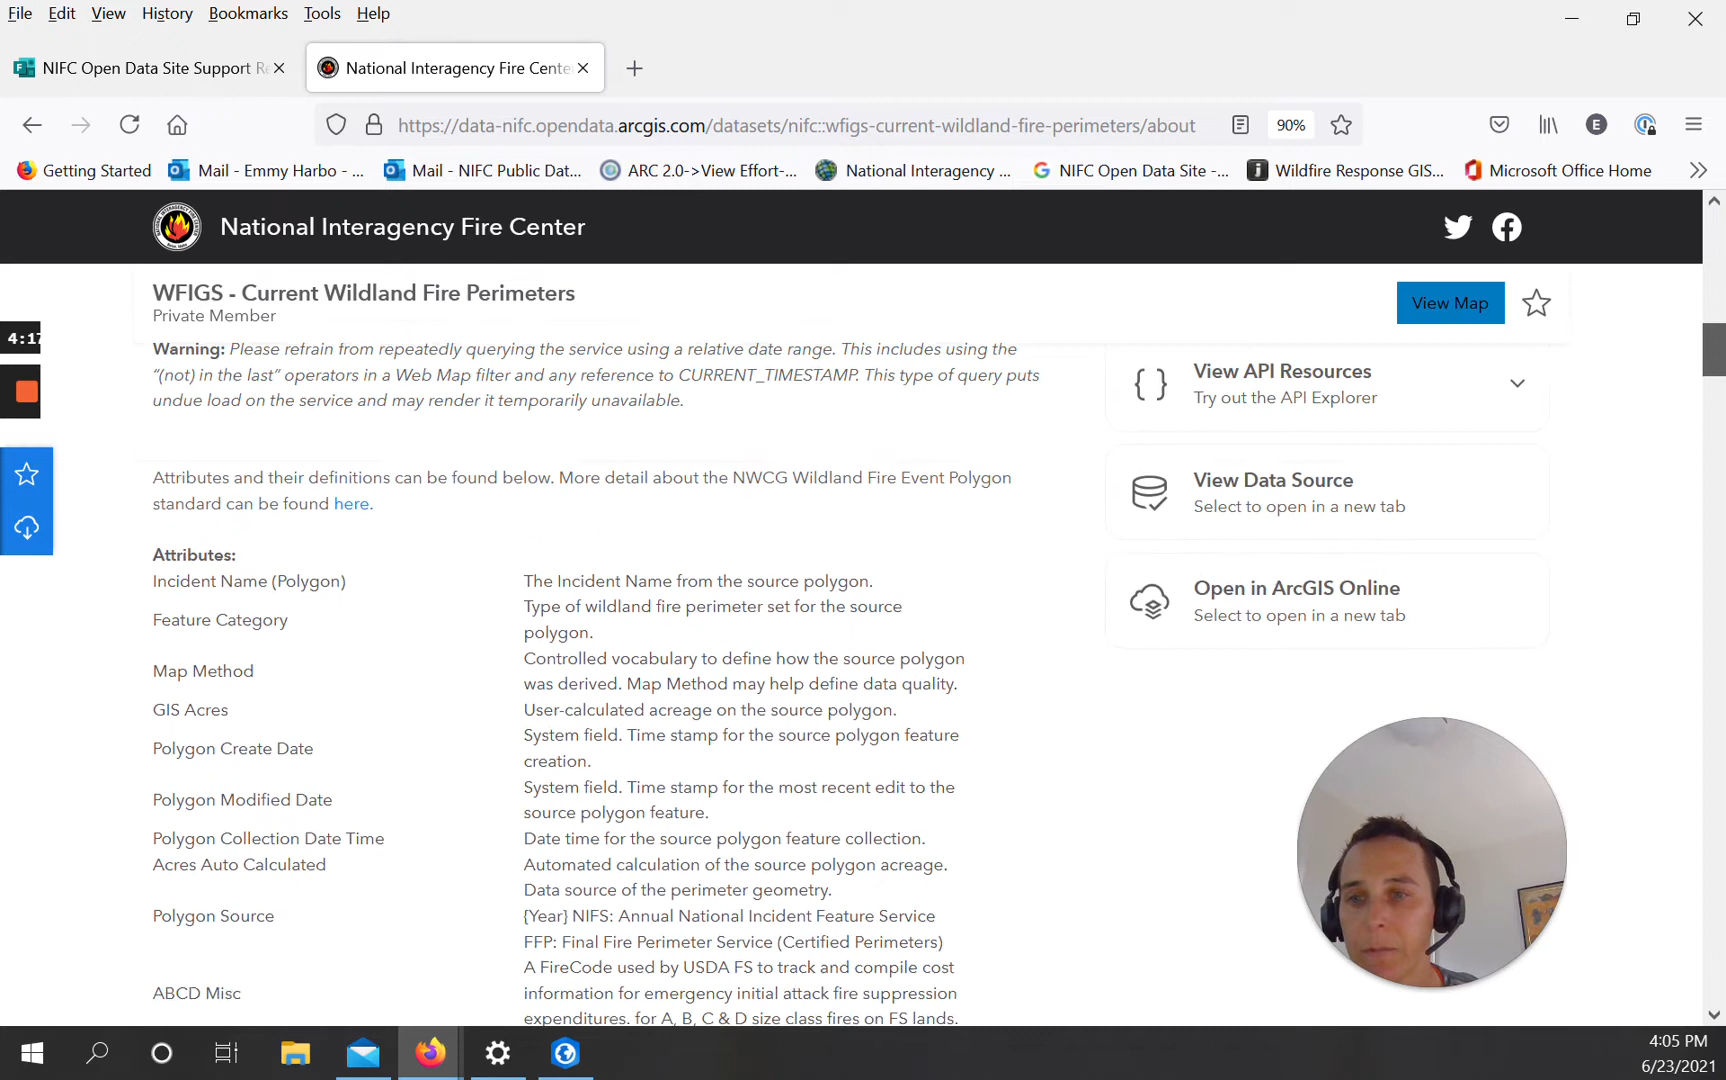 File Edit View History Bookmarks Tools Help
NIFC Open Data Site Support Re
National Interagency Fire Cente
https://data-nifc.opendata.arcgis.com/datasets/nifc::wfigs-current-wildland-fire-perimeters/about 90%
Getting Started Mail - Emmy Harbo - ... Mail - NIFC Public Dat... ARC 2.0->View Effort-... National Interagency ... NIFC Open Data Site -... Wildfire Response GIS... Microsoft Office Home
National Interagency Fire Center
WFIGS - Current Wildland Fire Perimeters
Private Member
View Map
4:17
Warning: Please refrain from repeatedly querying the service using a relative date range. This includes using the
“(not) in the last” operators in a Web Map filter and any reference to CURRENT_TIMESTAMP. This type of query puts
undue load on the service and may render it temporarily unavailable.
Attributes and their definitions can be found below. More detail about the NWCG Wildland Fire Event Polygon
standard can be found here.
Attributes:
Incident Name (Polygon) The Incident Name from the source polygon.
Feature Category Type of wildland fire perimeter set for the source
polygon.
Map Method Controlled vocabulary to define how the source polygon
was derived. Map Method may help define data quality.
GIS Acres User-calculated acreage on the source polygon.
Polygon Create Date System field. Time stamp for the source polygon feature
creation.
Polygon Modified Date System field. Time stamp for the most recent edit to the
source polygon feature.
Polygon Collection Date Time Date time for the source polygon feature collection.
Acres Auto Calculated Automated calculation of the source polygon acreage.
Polygon Source Data source of the perimeter geometry.
{Year} NIFS: Annual National Incident Feature Service
FFP: Final Fire Perimeter Service (Certified Perimeters)
ABCD Misc A FireCode used by USDA FS to track and compile cost
information for emergency initial attack fire suppression
expenditures. for A, B, C & D size class fires on FS lands.
View API Resources
Try out the API Explorer
View Data Source
Select to open in a new tab
Open in ArcGIS Online
Select to open in a new tab
4:05 PM
6/23/2021